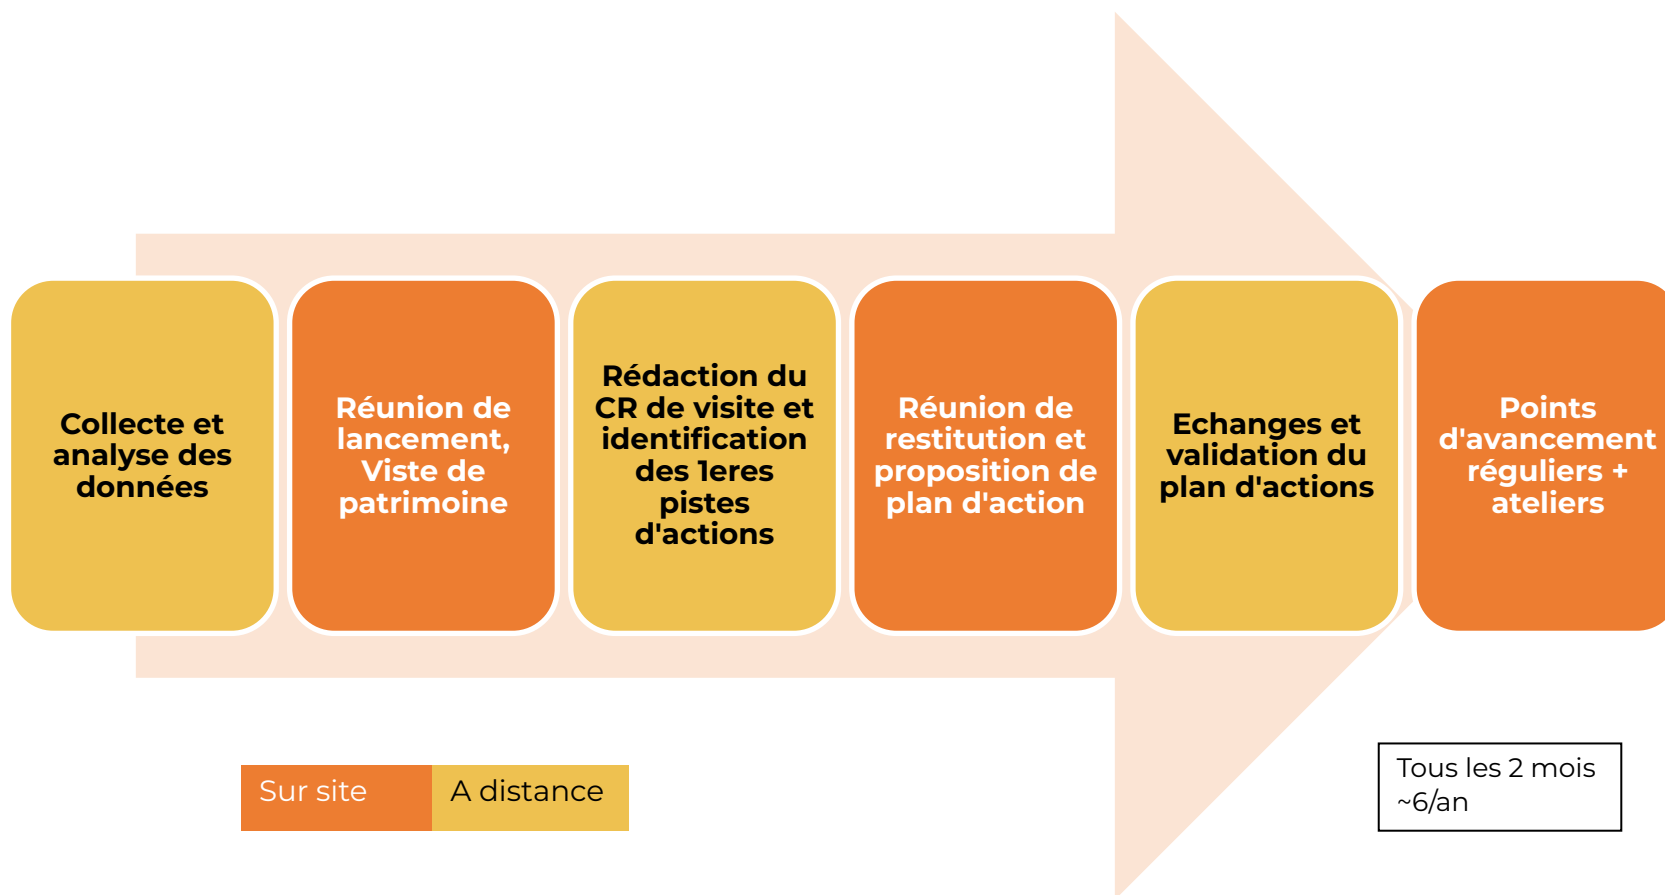 Collecte et
analyse des
données
Réunion de
lancement,
Viste de
patrimoine
Rédaction du
CR de visite et
identification
des 1eres
pistes
d'actions
Réunion de
restitution et
proposition de
plan d'action
Echanges et
validation du
plan d'actions
Points
d'avancement
réguliers +
ateliers
Sur site
A distance
Tous les 2 mois
~6/an